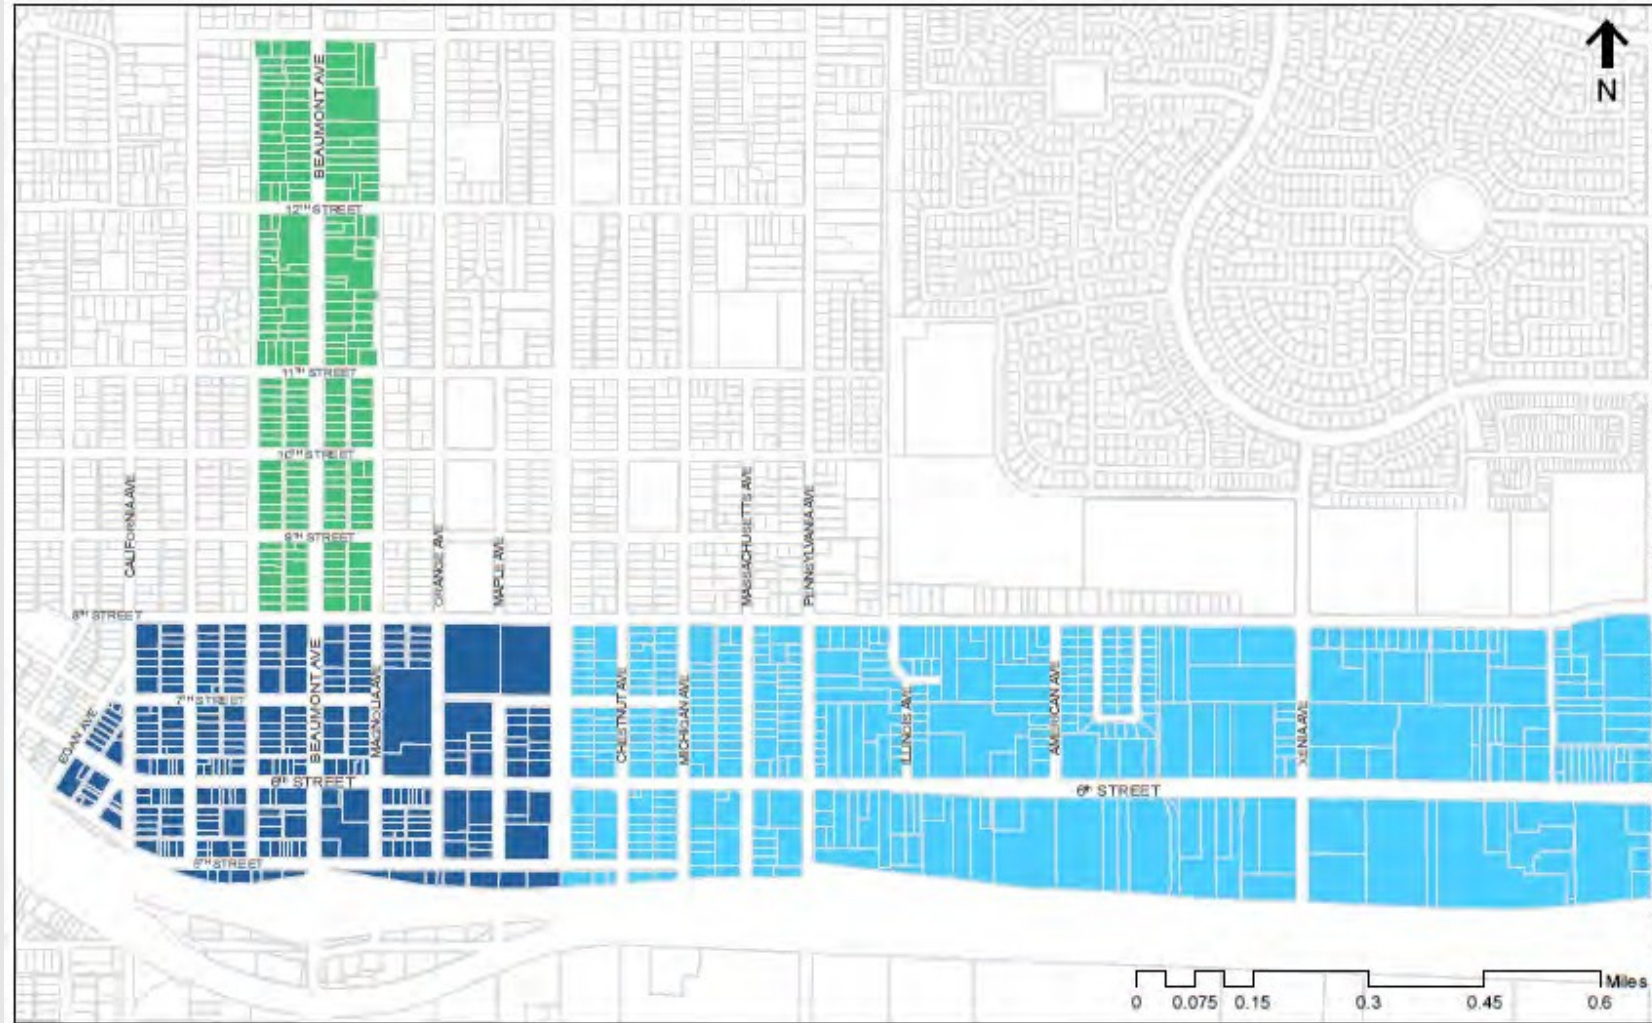 N
BEAUMONT AVE
12TH STREET
11TH STREET
10TH STREET
CALIFORNIA AVE
MASSACHUSETTS AVE
PENNSYLVANIA AVE
9TH STREET
ORANGE AVE
MAPLE AVE
8TH STREET
BEAUMONT AVE
MAGNOLIA AVE
CHESTNUT AVE
MICHIGAN AVE
ILLINOIS AVE
AMERICAN AVE
XENIA AVE
7TH STREET
EGAN AVE
6th STREET
6th STREET
5TH STREET
Miles
0 0.075 0.15 0.3 0.45 0.6